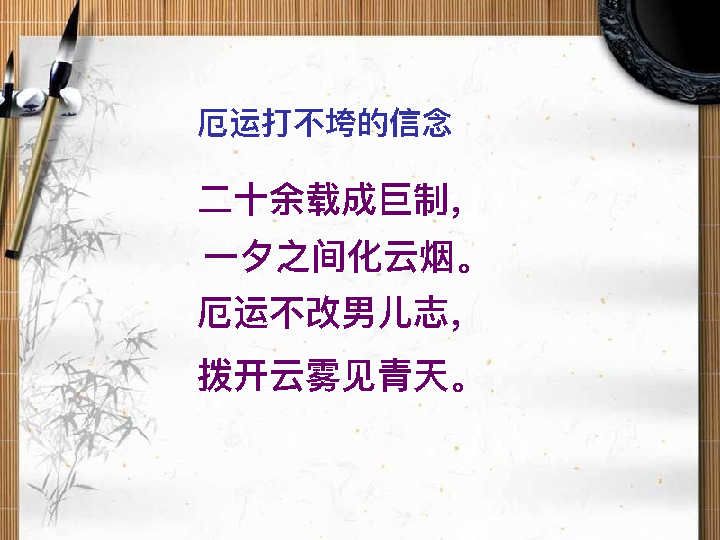 厄运打不垮的信念
二十余载成巨制，
一夕之间化云烟。
厄运不改男儿志，
拨开云雾见青天。